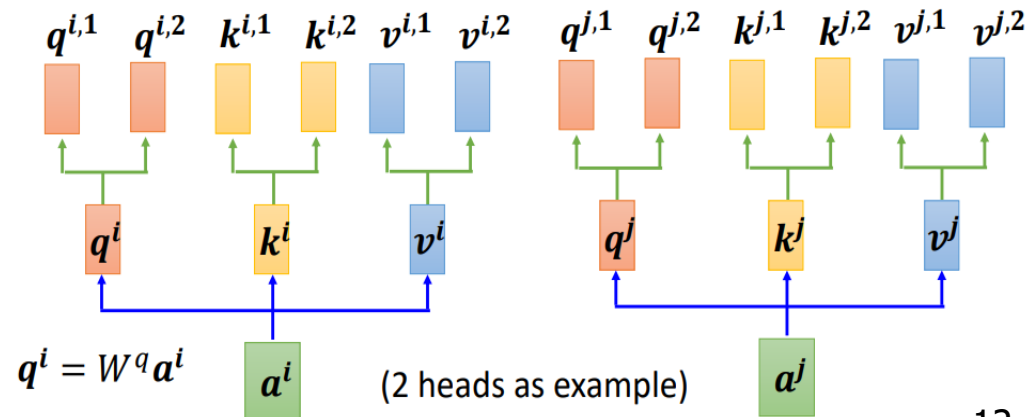 q^{i,1} q^{i,2} k^{i,1} k^{i,2} v^{i,1} v^{i,2} q^{j,1} q^{j,2} k^{j,1} k^{j,2} v^{j,1} v^{j,2}
q^i k^i v^i q^j k^j v^j
q^i = W^q a^i
a^i (2 heads as example) a^j